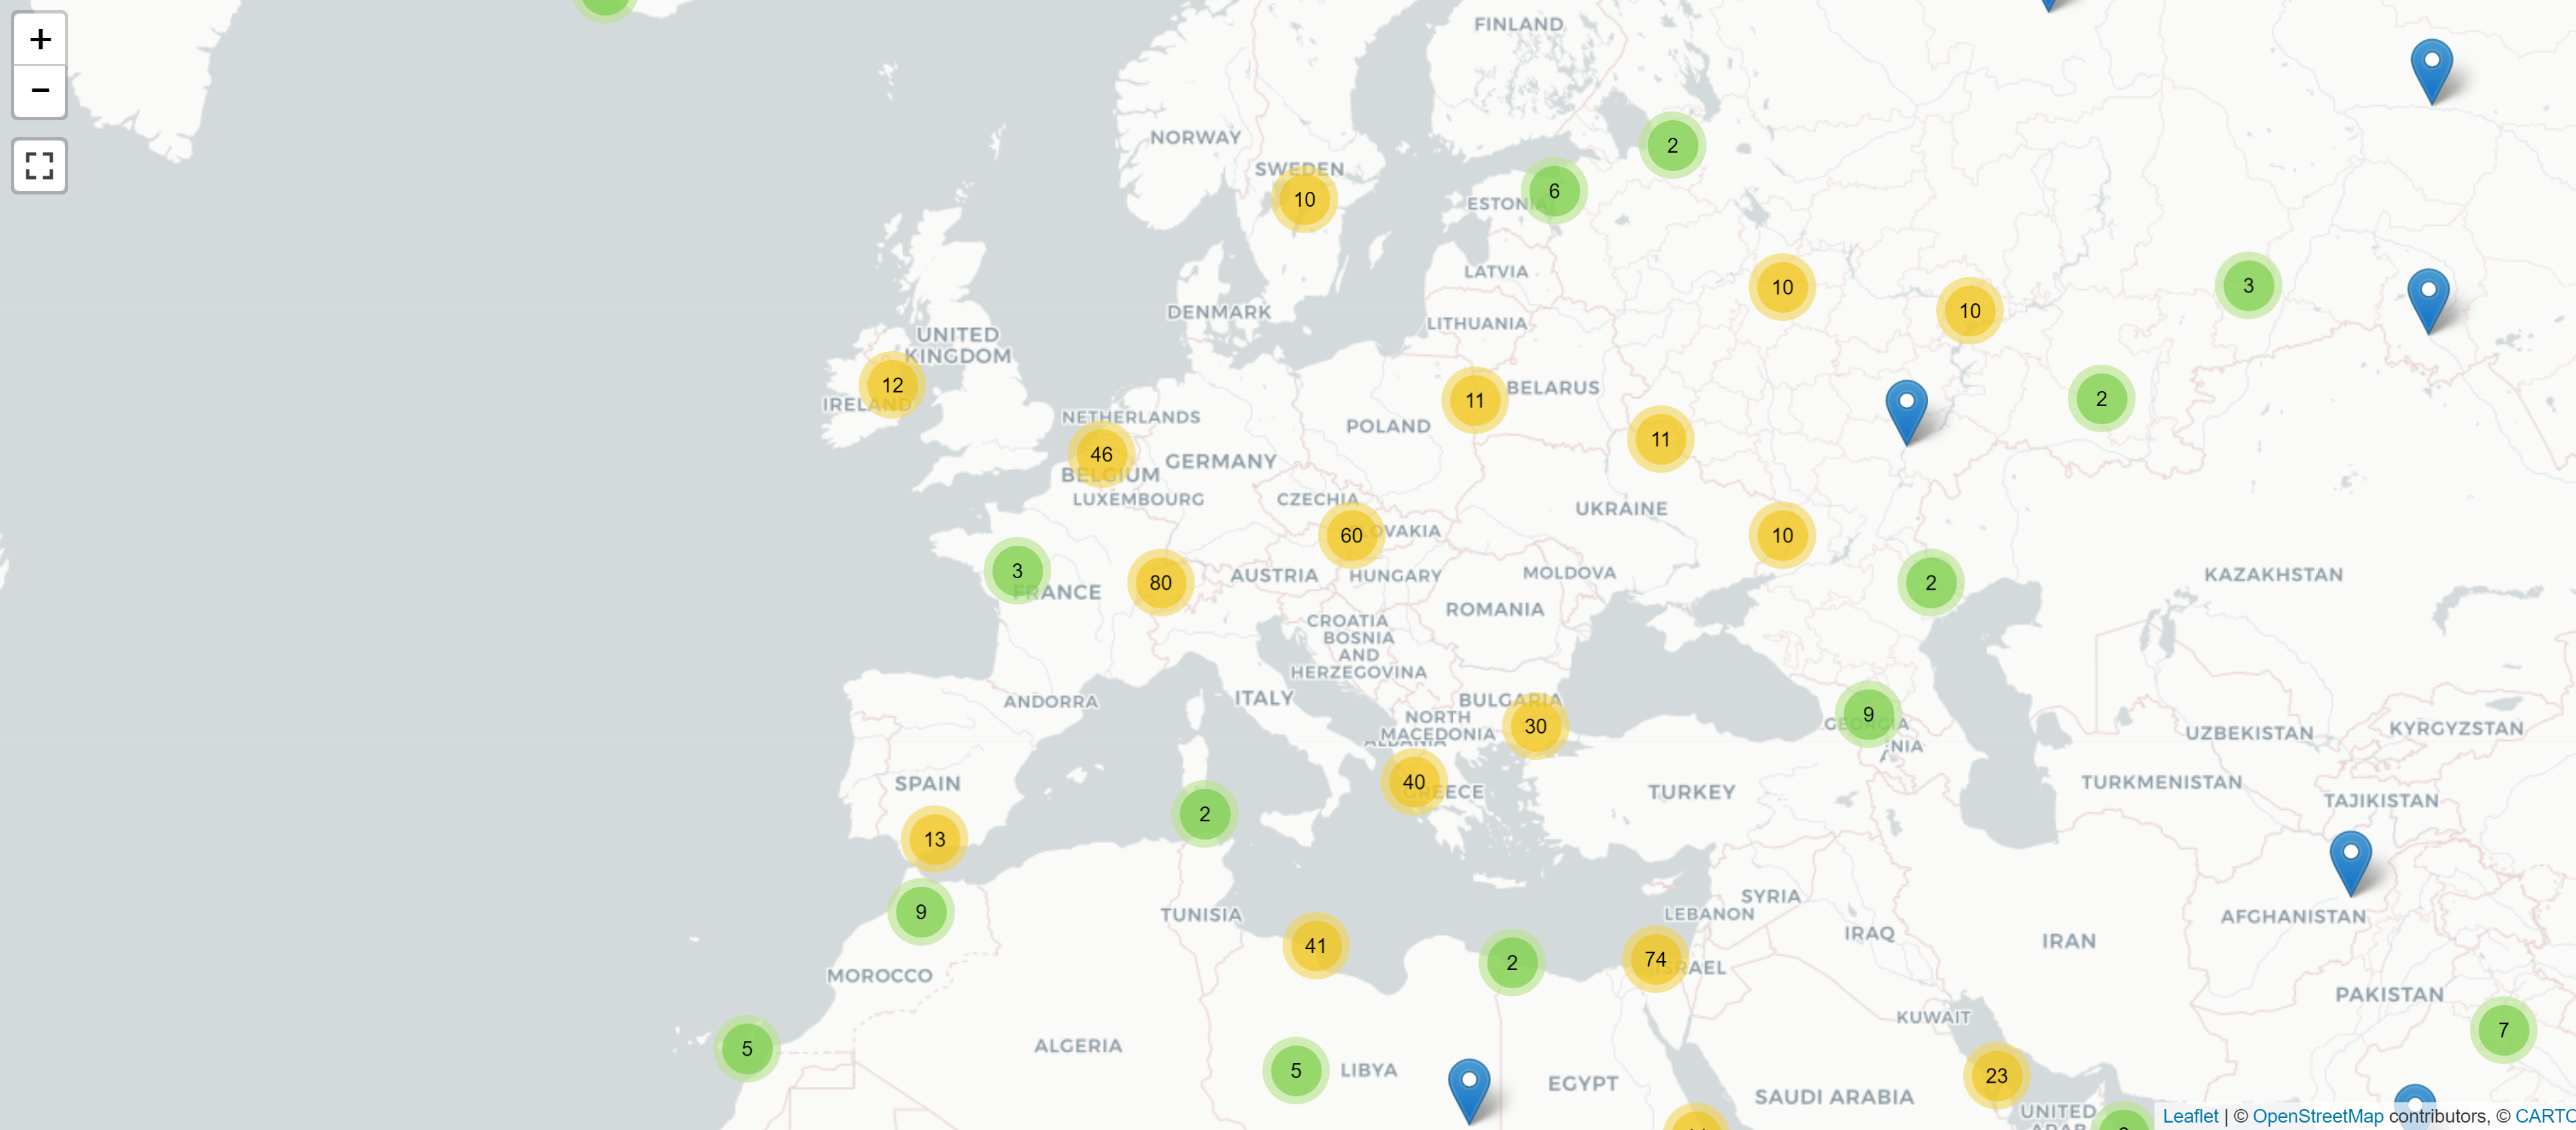 +
−
FINLAND
NORWAY
2
SWEDEN
10
6
ESTONIA
LATVIA
10
3
10
DENMARK
LITHUANIA
UNITED
KINGDOM
12
IRELAND
BELARUS
11
2
NETHERLANDS
POLAND
11
46
GERMANY
BELGIUM
LUXEMBOURG
CZECHIA
UKRAINE
60
SLOVAKIA
10
3
FRANCE
80
AUSTRIA
HUNGARY
MOLDOVA
2
KAZAKHSTAN
ROMANIA
CROATIA
BOSNIA
AND
HERZEGOVINA
ANDORRA
ITALY
BULGARIA
30
NORTH
MACEDONIA
ALBANIA
9
GEORGIA
NIA
UZBEKISTAN
KYRGYZSTAN
SPAIN
40
GREECE
TURKEY
TURKMENISTAN
TAJIKISTAN
2
13
9
TUNISIA
SYRIA
LEBANON
AFGHANISTAN
IRAQ
IRAN
41
2
74
ISRAEL
MOROCCO
PAKISTAN
KUWAIT
7
5
ALGERIA
5
LIBYA
EGYPT
23
SAUDI ARABIA
UNITED
Leaflet | © OpenStreetMap contributors, © CARTO